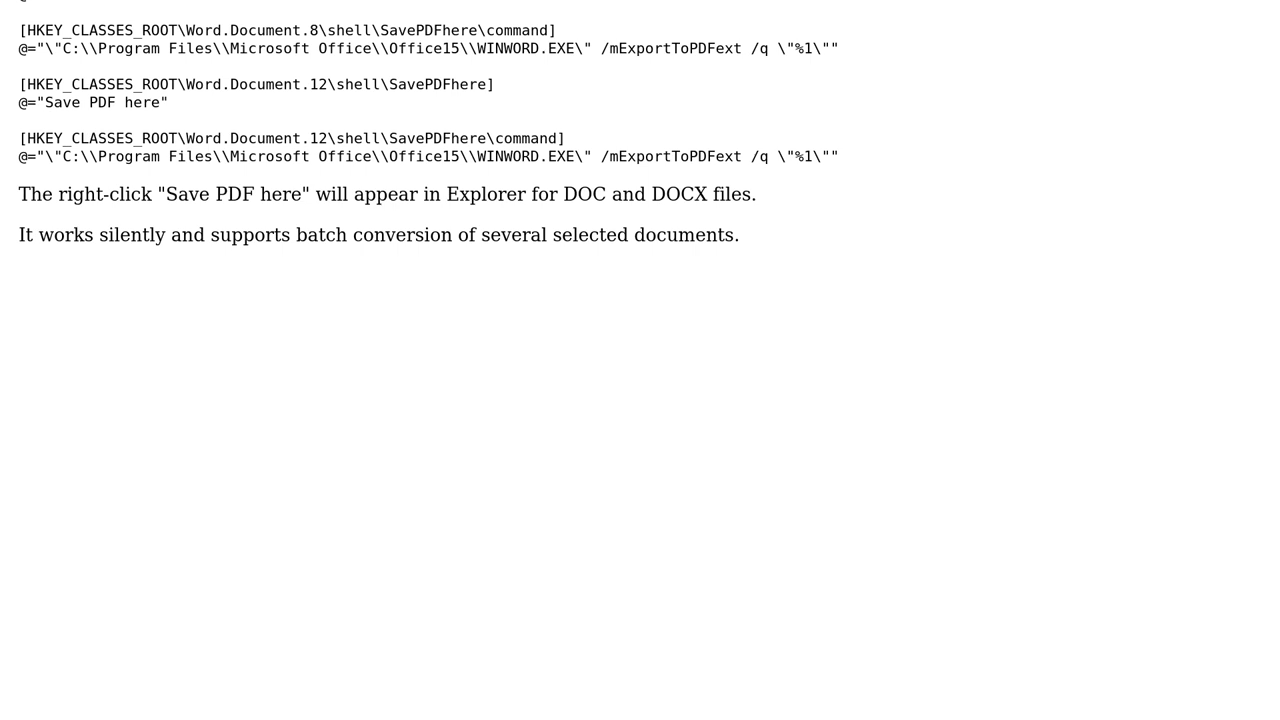 [HKEY_CLASSES_ROOT\Word.Document.8\shell\SavePDFhere\command]
@="\"C:\\Program Files\\Microsoft Office\\Office15\\WINWORD.EXE\" /mExportToPDFext /q \"%1\""
[HKEY_CLASSES_ROOT\Word.Document.12\shell\SavePDFhere]
@="Save PDF here"
[HKEY_CLASSES_ROOT\Word.Document.12\shell\SavePDFhere\command]
@="\"C:\\Program Files\\Microsoft Office\\Office15\\WINWORD.EXE\" /mExportToPDFext /q \"%1\""
The right-click "Save PDF here" will appear in Explorer for DOC and DOCX files.
It works silently and supports batch conversion of several selected documents.